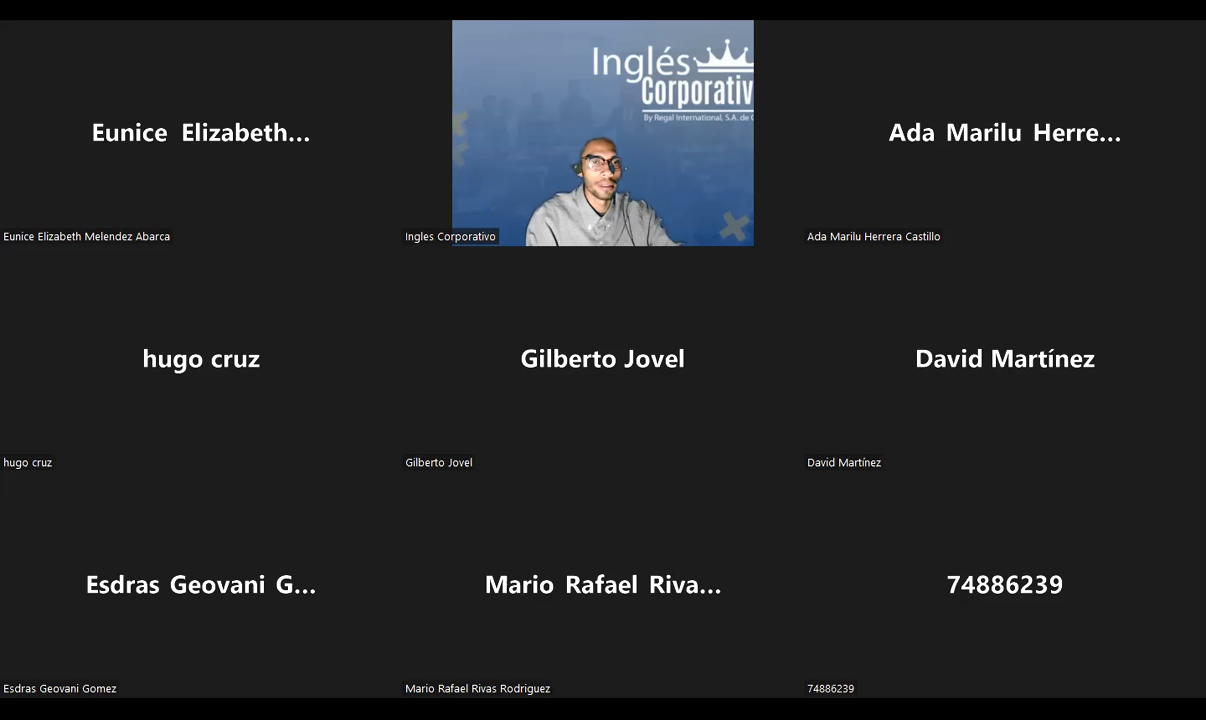 Eunice Elizabeth...
Eunice Elizabeth Melendez Abarca
Inglés
Corporativ
By Regal International, S.A. de C
Ingles Corporativo
Ada Marilu Herre...
Ada Marilu Herrera Castillo
hugo cruz
hugo cruz
Gilberto Jovel
Gilberto Jovel
David Martínez
David Martínez
Esdras Geovani G...
Esdras Geovani Gomez
Mario Rafael Riva...
Mario Rafael Rivas Rodriguez
74886239
74886239